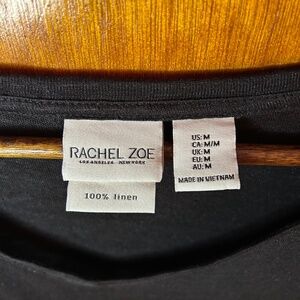 RACHEL ZOE
LOS ANGELES NEW YORK
100% linen
US: M
CA: M/M
UK: M
EU: M
AU: M
MADE IN VIETNAM